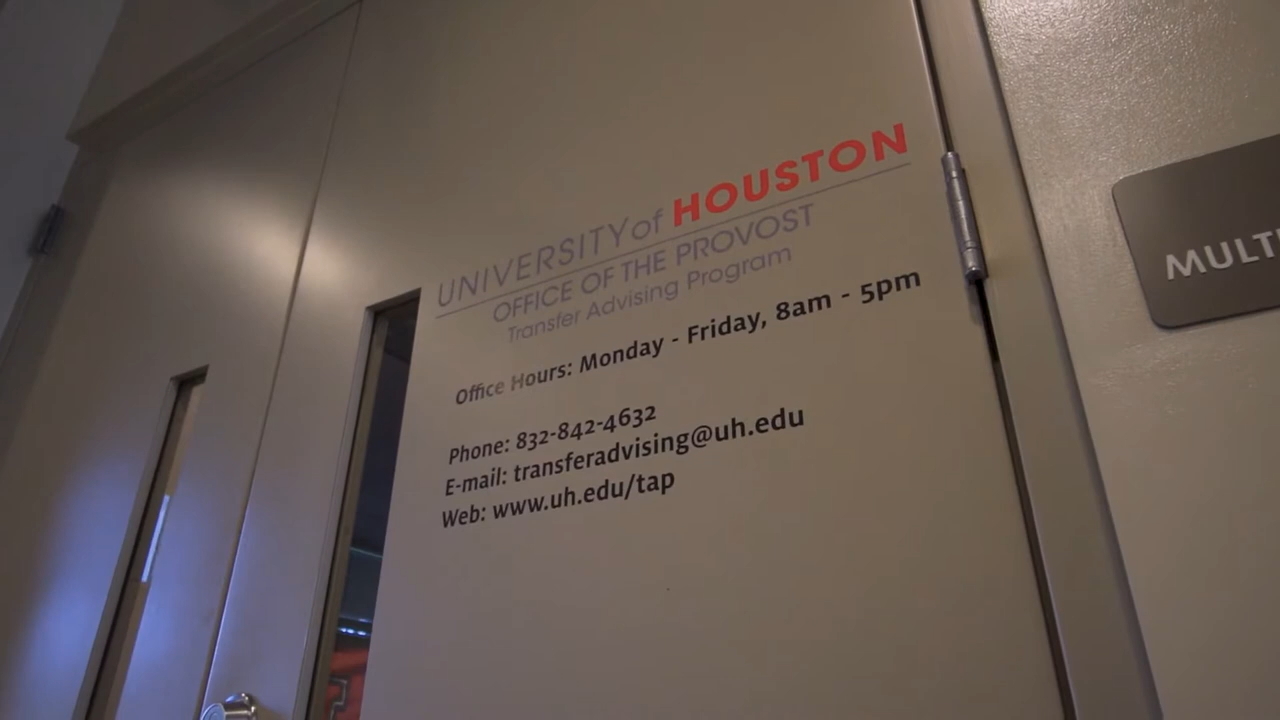 UNIVERSITY of HOUSTON
OFFICE OF THE PROVOST
Transfer Advising Program
Office Hours: Monday - Friday, 8am - 5pm
Phone: 832-842-4632
E-mail: transferadvising@uh.edu
Web: www.uh.edu/tap